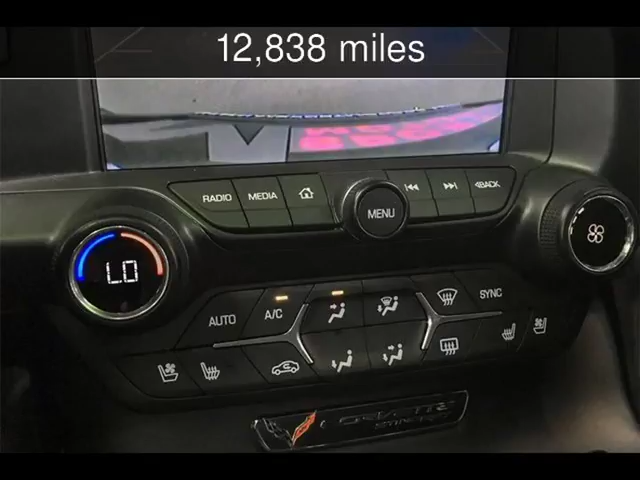 12,838 miles
RADIO MEDIA BACK
MENU
LO
AUTO A/C SYNC